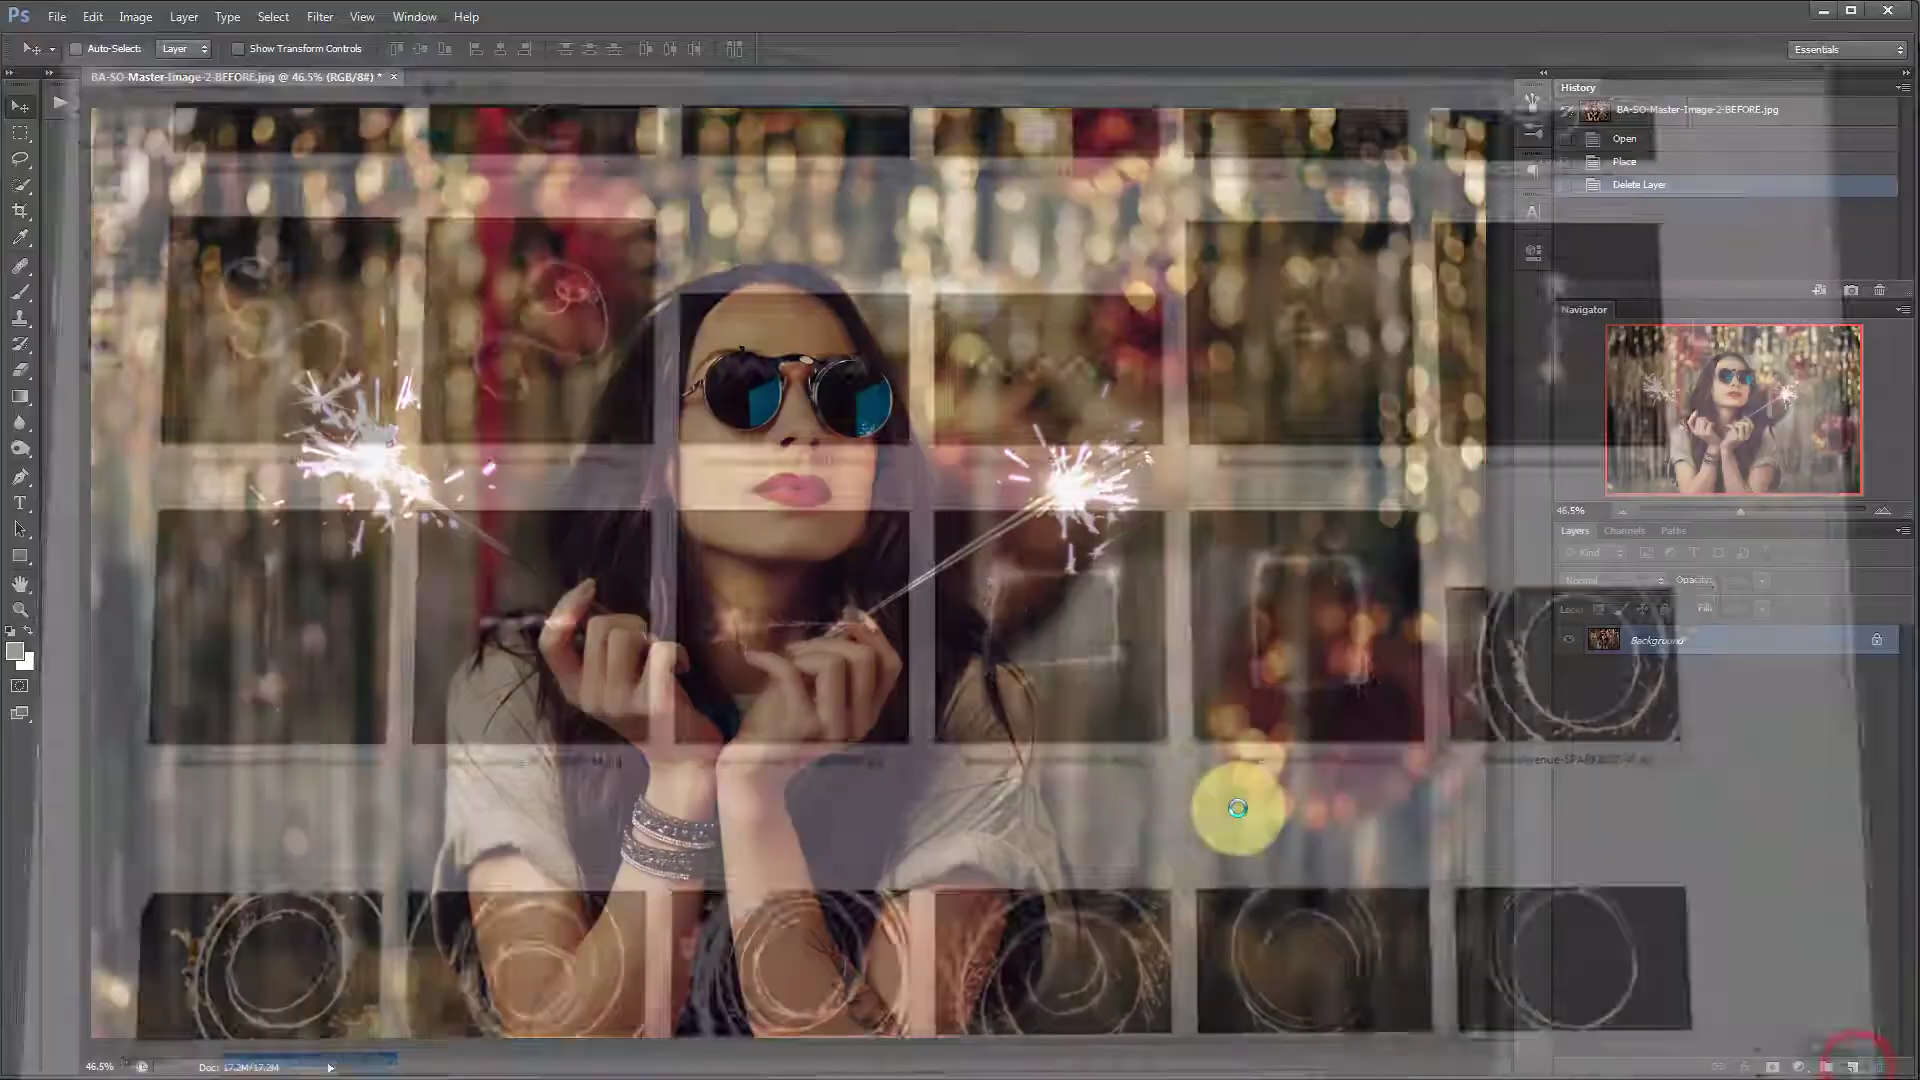 Ps File Edit Image Layer Type Select Filter View Window Help
Auto-Select: Layer Show Transform Controls Essentials
BA-SO-Master-Image-2-BEFORE.jpg @ 46.5% (RGB/8#) * ×
History
BA-SO-Master-Image-2-BEFORE.jpg
Open
Place
Delete Layer
Navigator
46.5%
Layers Channels Paths
Kind
Normal Opacity:
Lock: Fill:
Background
46.5% Doc: 17.2M/17.2M